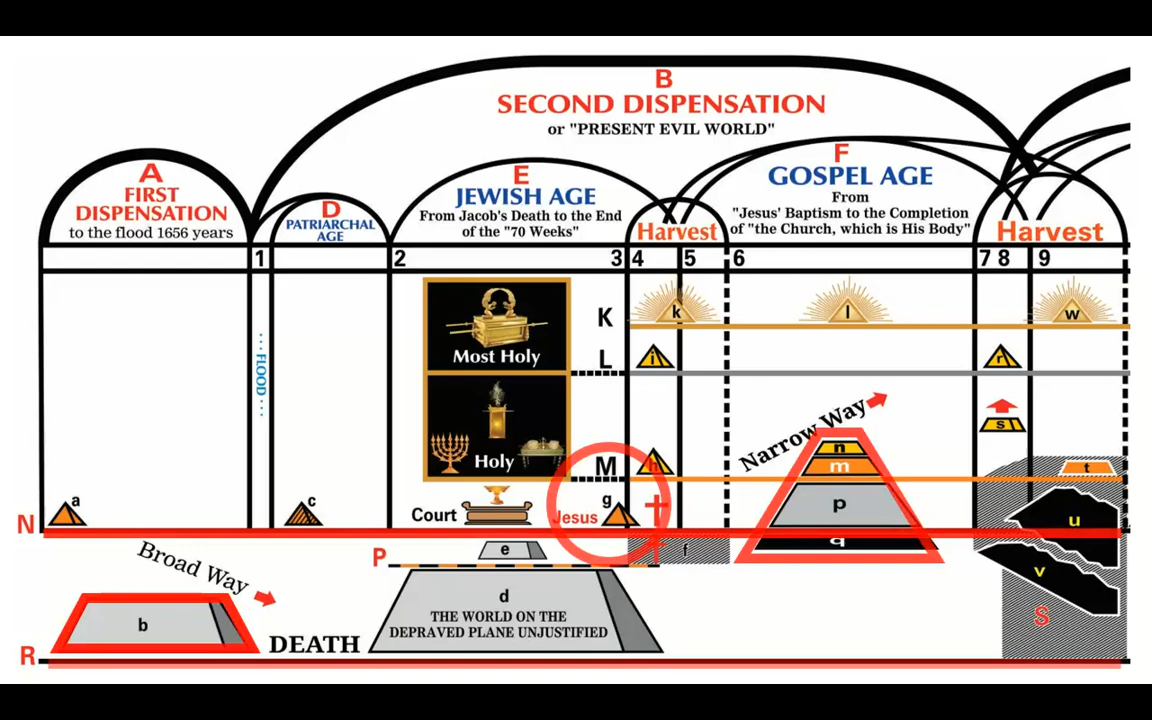 B
SECOND DISPENSATION
or "PRESENT EVIL WORLD"
A
FIRST
DISPENSATION
to the flood 1656 years
D
PATRIARCHAL
AGE
E
JEWISH AGE
From Jacob's Death to the End
of the "70 Weeks"
Harvest
F
GOSPEL AGE
From
"Jesus' Baptism to the Completion
of "the Church, which is His Body"
Harvest
1 2 3 4 5 6 7 8 9
K
k l w
Most Holy
L
i r
FLOOD
Narrow Way
s
n
M
h
Holy
m
t
a
c
Court
Jesus
g
p
u
N
q
P
e
f
Broad Way
v
d
b
THE WORLD ON THE
DEPRAVED PLANE UNJUSTIFIED
DEATH
S
R